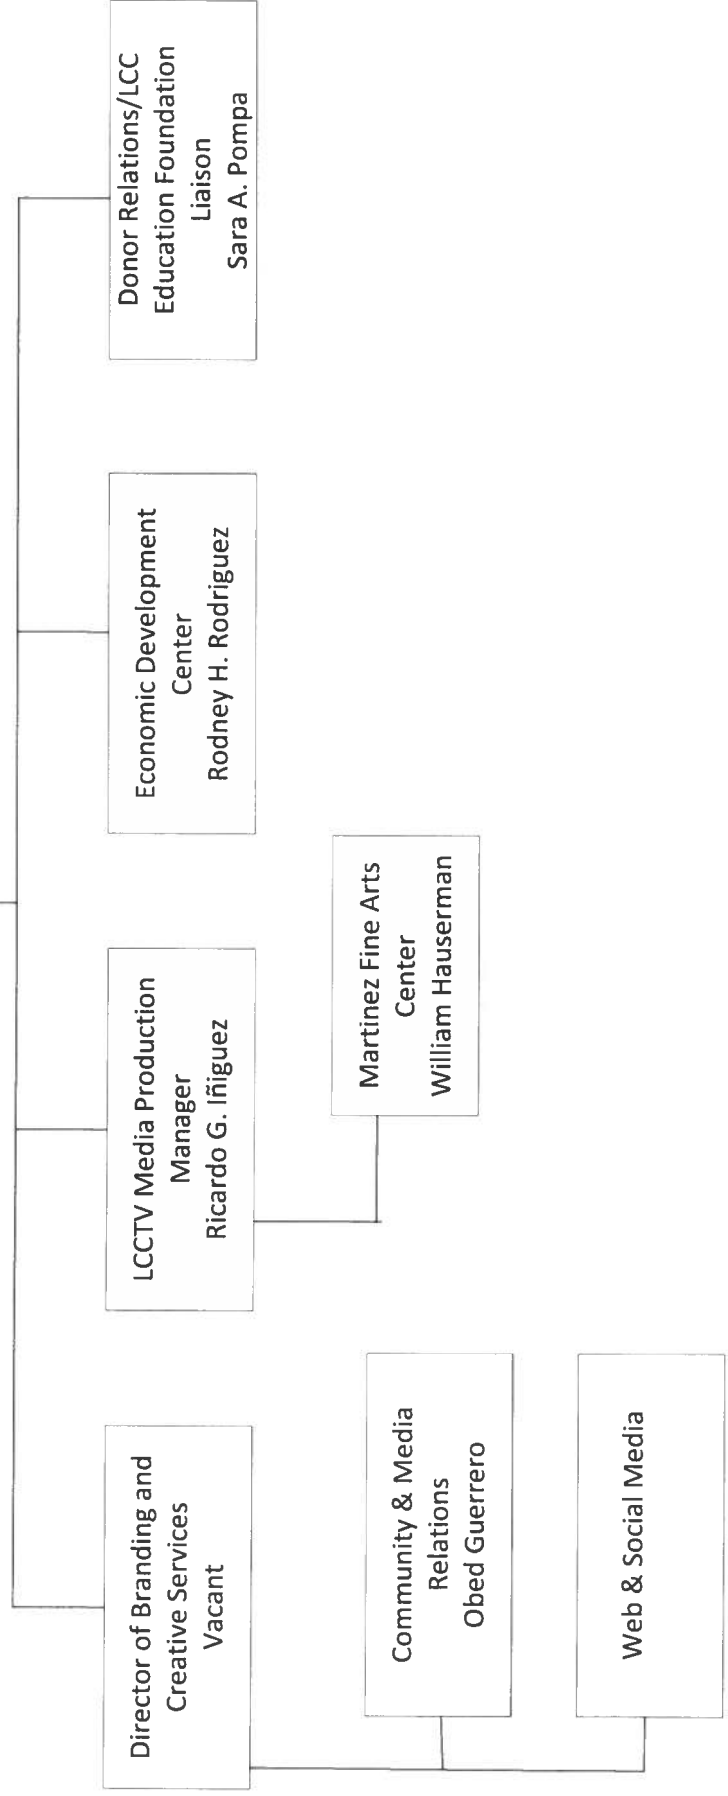 Director of Branding and
Creative Services
Vacant
LCCTV Media Production
Manager
Ricardo G. Iñiguez
Economic Development
Center
Rodney H. Rodriguez
Donor Relations/LCC
Education Foundation
Liaison
Sara A. Pompa
Community & Media
Relations
Obed Guerrero
Martinez Fine Arts
Center
William Hauserman
Web & Social Media